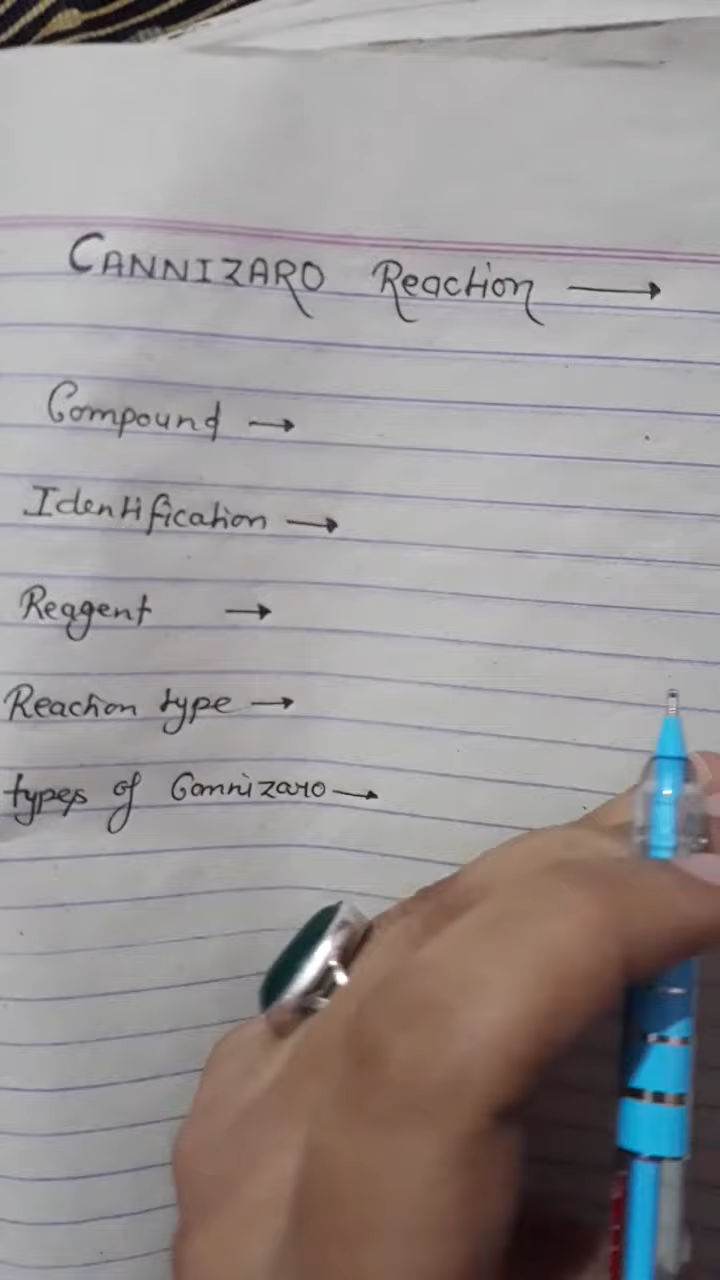 CANNIZARO Reaction →
Compound →
Identification →
Reagent →
Reaction type →
types of Cannizaro →